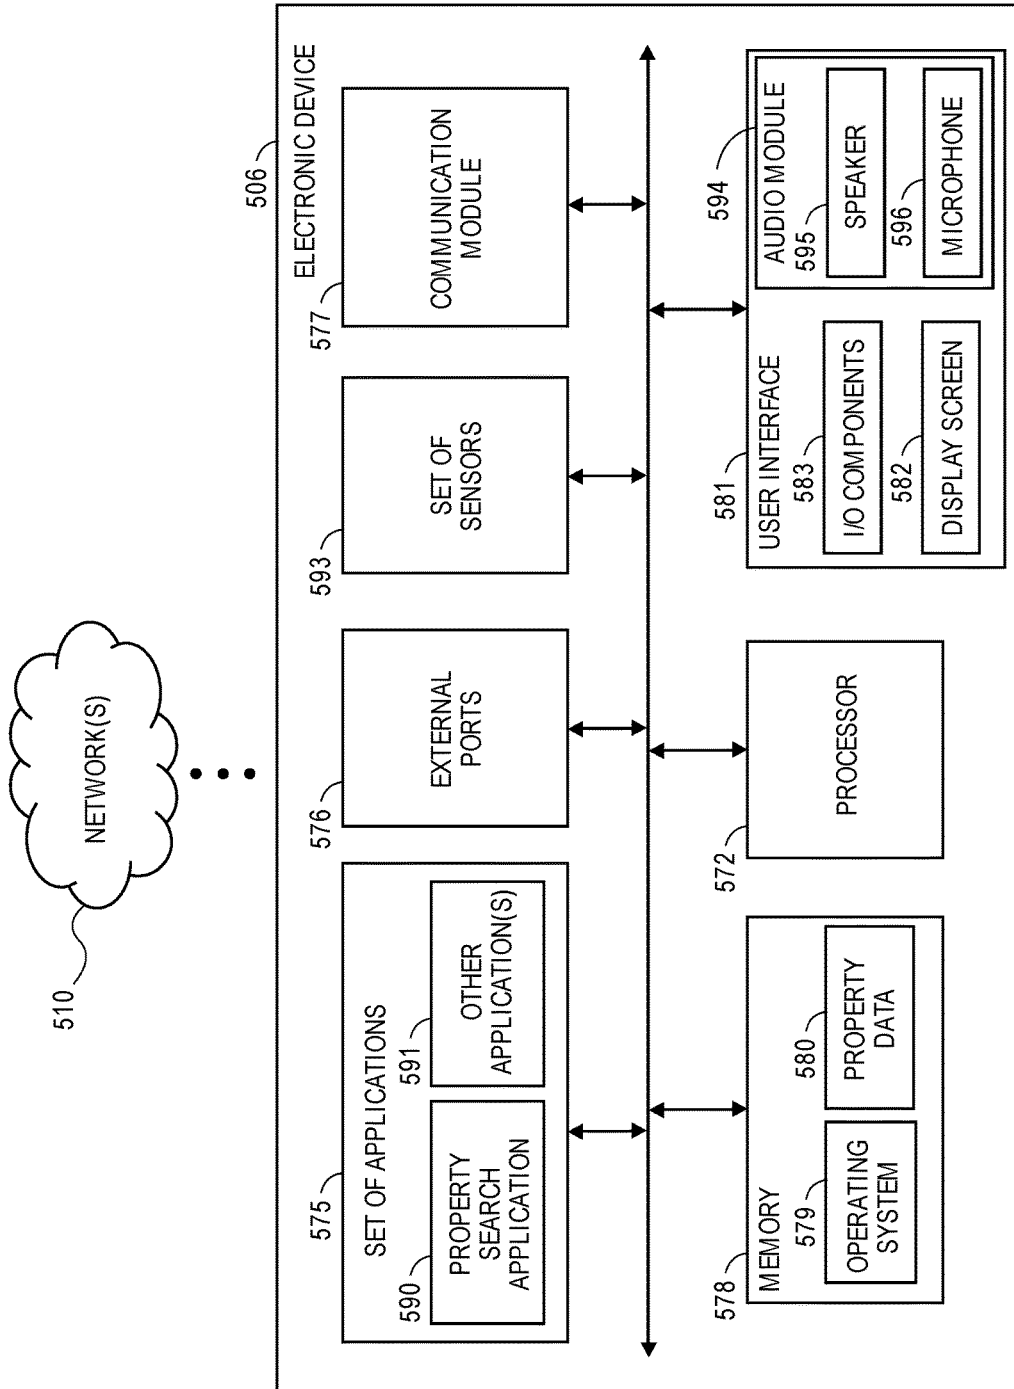 510
NETWORK(S)
506
ELECTRONIC DEVICE
575
SET OF APPLICATIONS
590
PROPERTY
SEARCH
APPLICATION
591
OTHER
APPLICATION(S)
576
EXTERNAL
PORTS
593
SET OF
SENSORS
577
COMMUNICATION
MODULE
578
MEMORY
579
OPERATING
SYSTEM
580
PROPERTY
DATA
572
PROCESSOR
581
USER INTERFACE
583
I/O COMPONENTS
582
DISPLAY SCREEN
594
AUDIO MODULE
595
SPEAKER
596
MICROPHONE